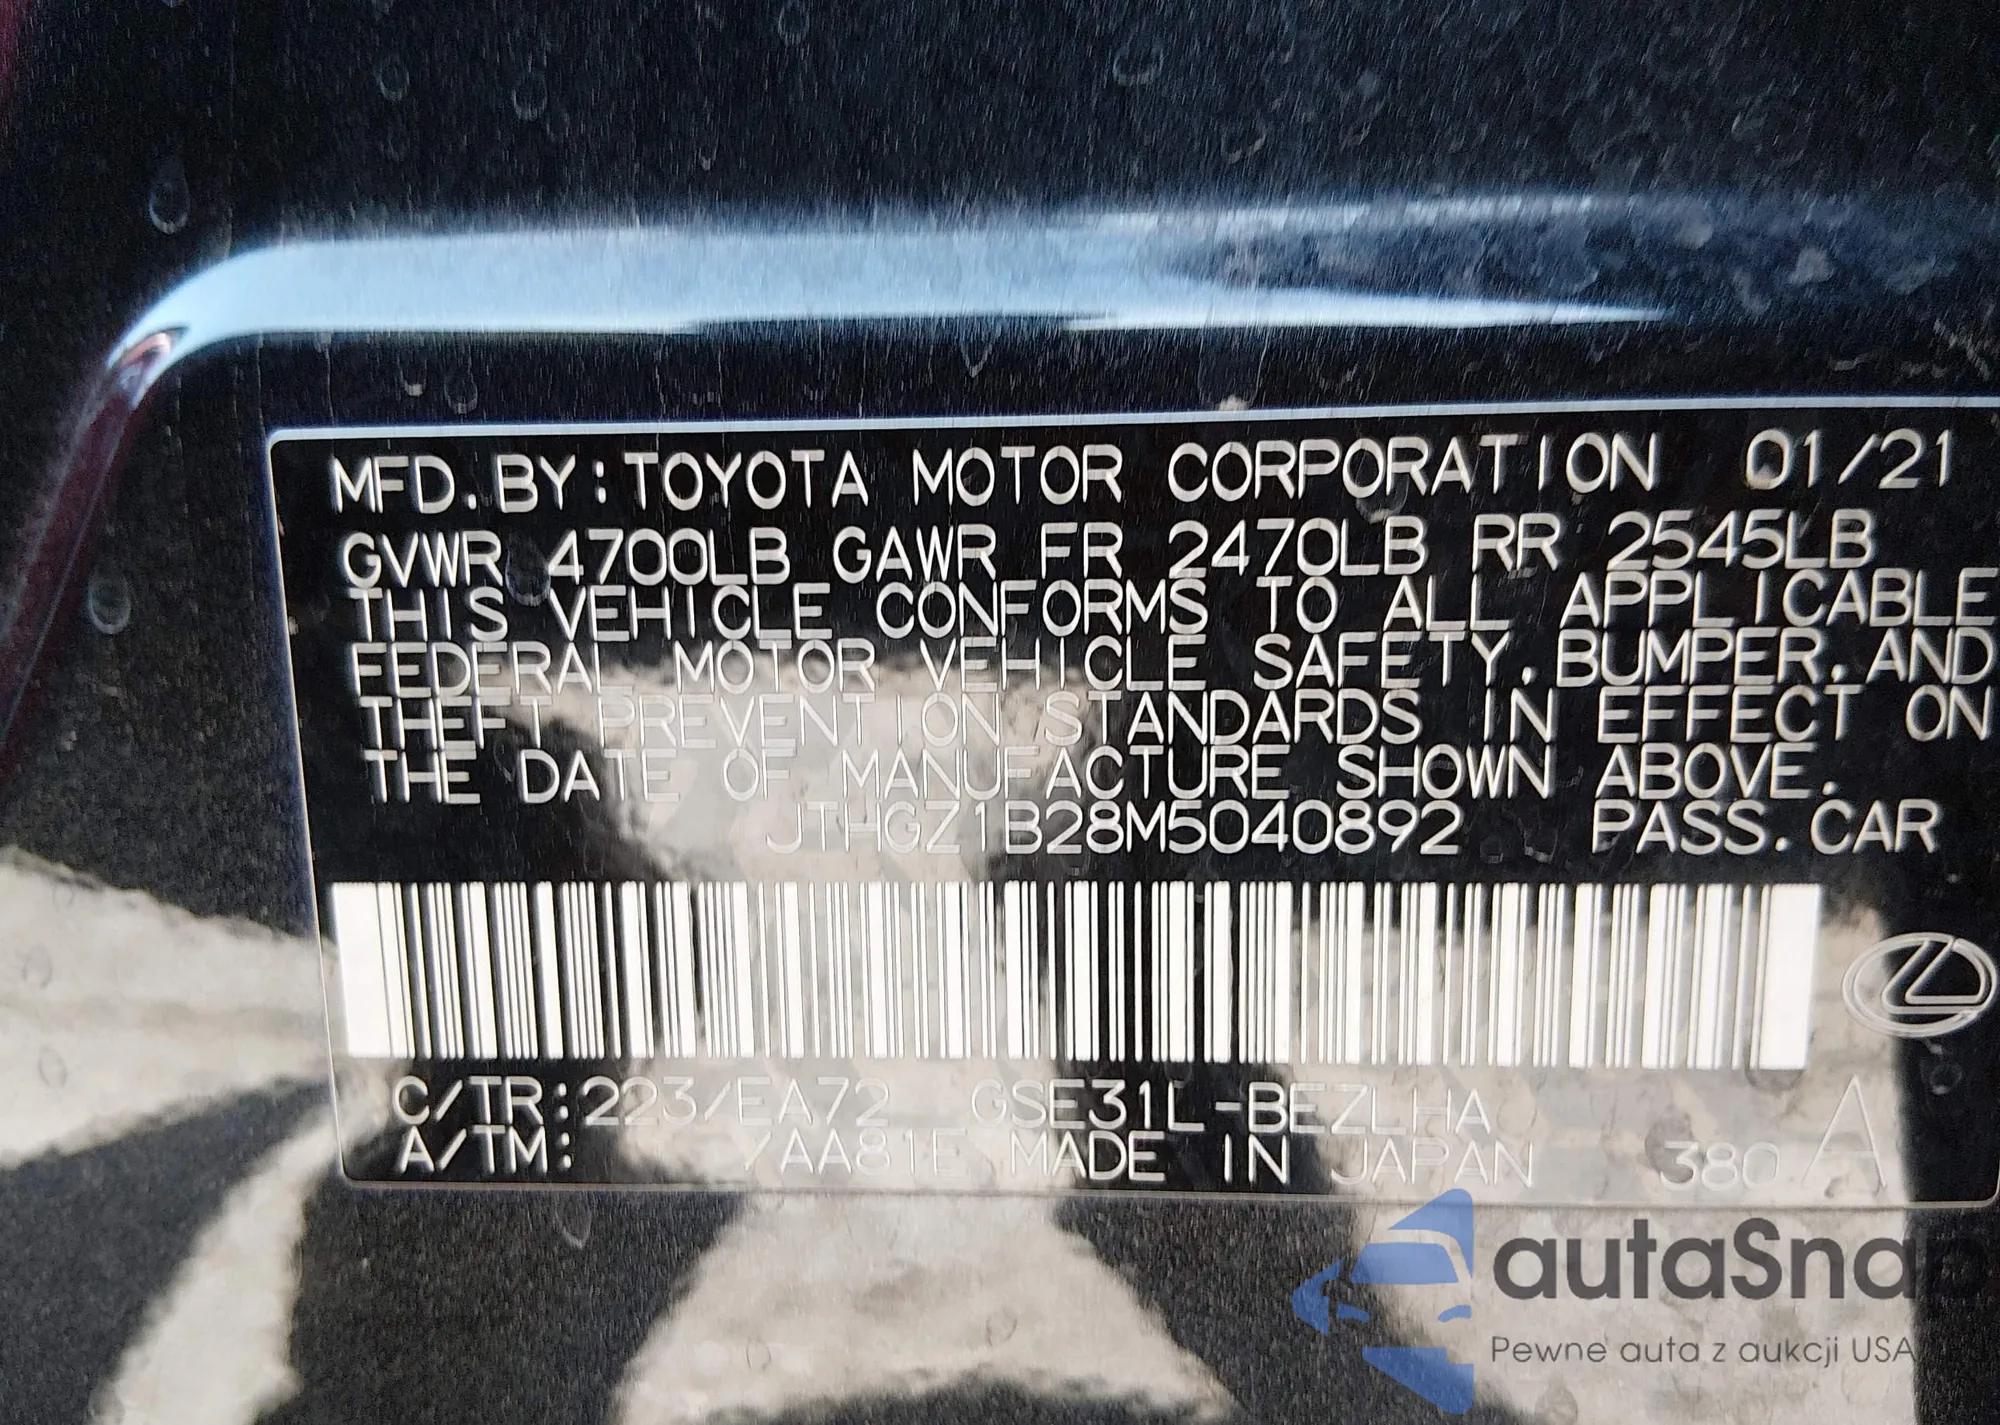 MFD. BY: TOYOTA MOTOR CORPORATION 01/21
GVWR 4700LB GAWR FR 2470LB RR 2545LB
THIS VEHICLE CONFORMS TO ALL APPLICABLE
FEDERAL MOTOR VEHICLE SAFETY, BUMPER, AND
THEFT PREVENTION STANDARDS IN EFFECT ON
THE DATE OF MANUFACTURE SHOWN ABOVE.
JTHGZ1B28M5040892 PASS. CAR
C/TR: 223/EA72 GSE31L-BEZLHA
A/TM: /AA81E MADE IN JAPAN 380 A
autaSnap
Pewne auta z aukcji USA